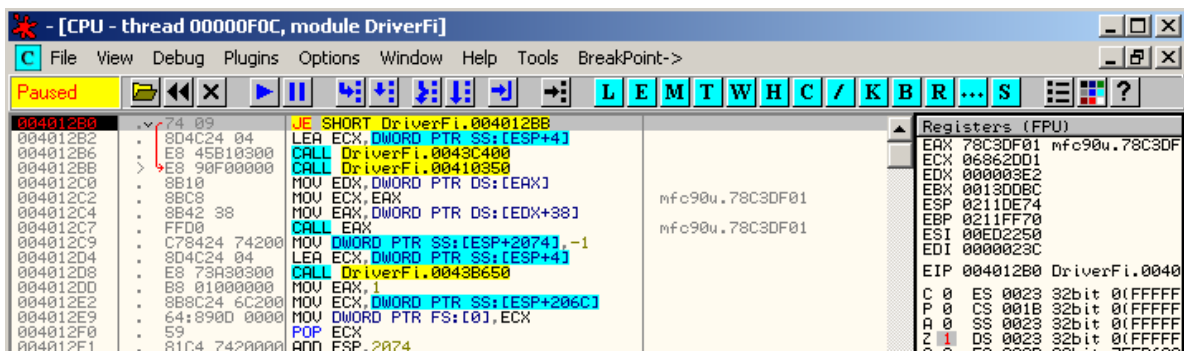 - [CPU - thread 00000F0C, module DriverFi]
C File View Debug Plugins Options Window Help Tools BreakPoint->
Paused L E M T W H C / K B R ... S ?
004012B0 . 74 09 JE SHORT DriverFi.004012BB
004012B2 . 8D4C24 04 LEA ECX,DWORD PTR SS:[ESP+4]
004012B6 . E8 45B10300 CALL DriverFi.0043C400
004012BB > E8 90F00000 CALL DriverFi.00410350
004012C0 . 8B10 MOV EDX,DWORD PTR DS:[EAX]
004012C2 . 8BC8 MOV ECX,EAX mfc90u.78C3DF01
004012C4 . 8B42 38 MOV EAX,DWORD PTR DS:[EDX+38]
004012C7 . FFD0 CALL EAX mfc90u.78C3DF01
004012C9 . C78424 74200 MOV DWORD PTR SS:[ESP+2074],-1
004012D4 . 8D4C24 04 LEA ECX,DWORD PTR SS:[ESP+4]
004012D8 . E8 73A30300 CALL DriverFi.0043B650
004012DD . B8 01000000 MOV EAX,1
004012E2 . 8B8C24 6C200 MOV ECX,DWORD PTR SS:[ESP+206C]
004012E9 . 64:890D 0000 MOV DWORD PTR FS:[0],ECX
004012F0 . 59 POP ECX
004012F1 . 81C4 74200000 ADD ESP,2074
Registers (FPU)
EAX 78C3DF01 mfc90u.78C3DF
ECX 06862DD1
EDX 000003E2
EBX 0013DDBC
ESP 0211DE74
EBP 0211FF70
ESI 00ED2250
EDI 0000023C
EIP 004012B0 DriverFi.0040
C 0 ES 0023 32bit 0(FFFFF
P 0 CS 001B 32bit 0(FFFFF
A 0 SS 0023 32bit 0(FFFFF
Z 1 DS 0023 32bit 0(FFFFF